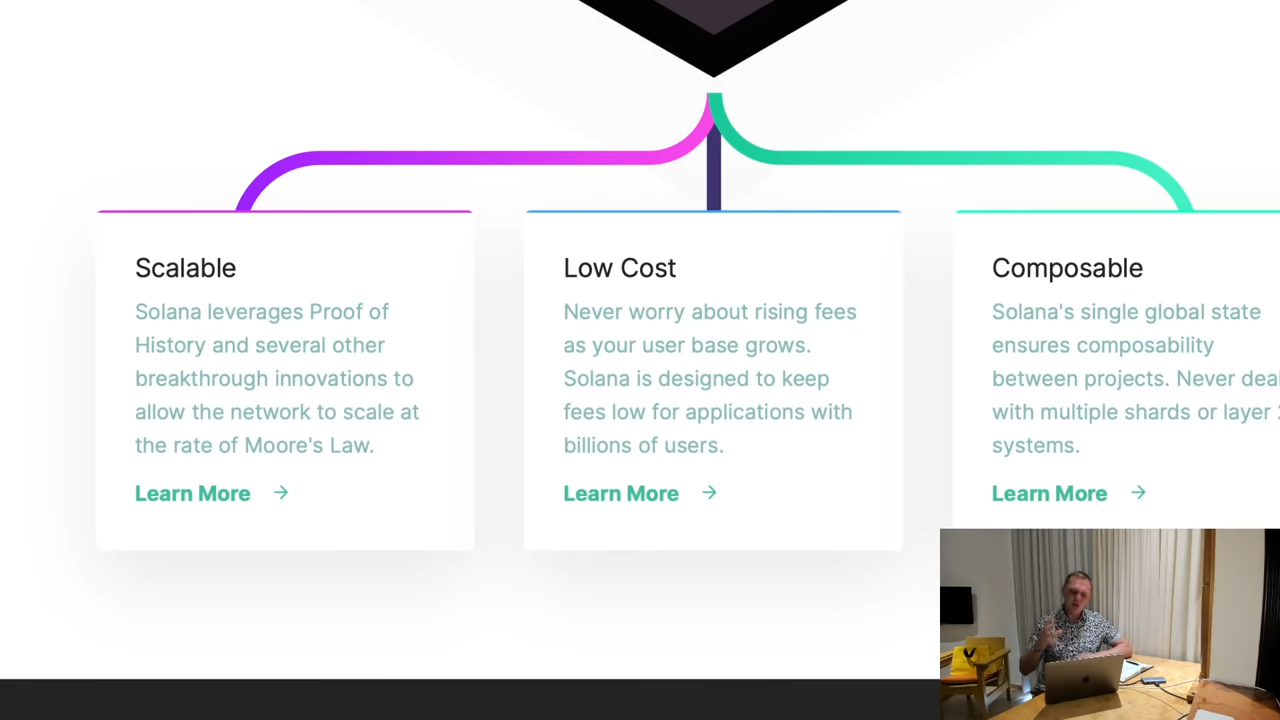 Scalable
Solana leverages Proof of
History and several other
breakthrough innovations to
allow the network to scale at
the rate of Moore's Law.
Learn More
Low Cost
Never worry about rising fees
as your user base grows.
Solana is designed to keep
fees low for applications with
billions of users.
Learn More
Composable
Solana's single global state
ensures composability
between projects. Never
with multiple shards or layer
systems.
Learn More